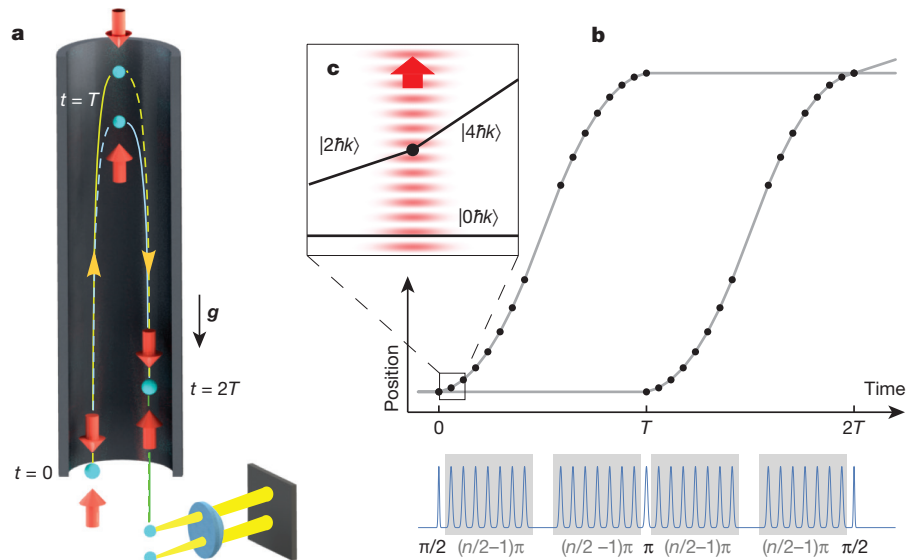 a
t = T
g
t = 2T
t = 0
c
|2ħk⟩
|4ħk⟩
|0ħk⟩
b
Position
Time
0
T
2T
π/2
(n/2−1)π
(n/2 −1)π
π
(n/2−1)π
(n/2−1)π
π/2